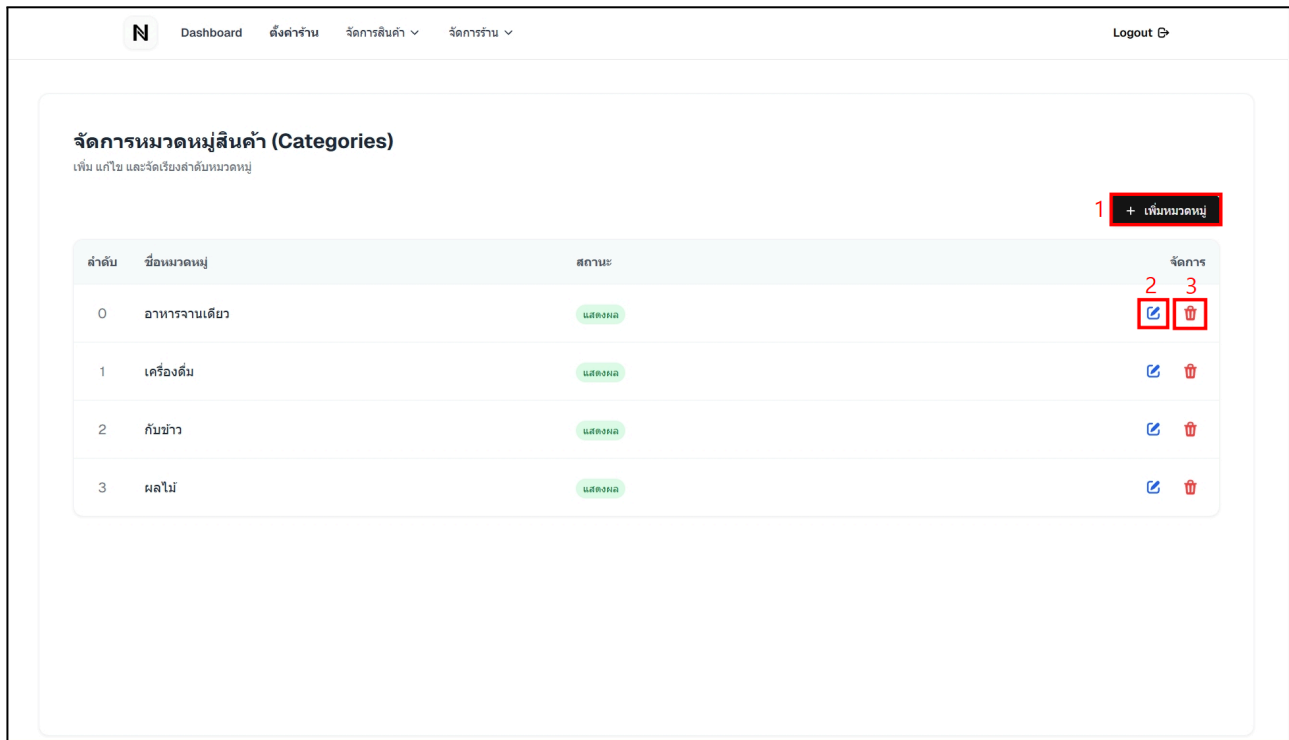 N Dashboard ตั้งค่าร้าน จัดการสินค้า จัดการร้าน Logout
จัดการหมวดหมู่สินค้า (Categories)
เพิ่ม แก้ไข และจัดเรียงลำดับหมวดหมู่
1 + เพิ่มหมวดหมู่
ลำดับ ชื่อหมวดหมู่ สถานะ จัดการ
2 3
0 อาหารจานเดียว แสดงผล
1 เครื่องดื่ม แสดงผล
2 กับข้าว แสดงผล
3 ผลไม้ แสดงผล